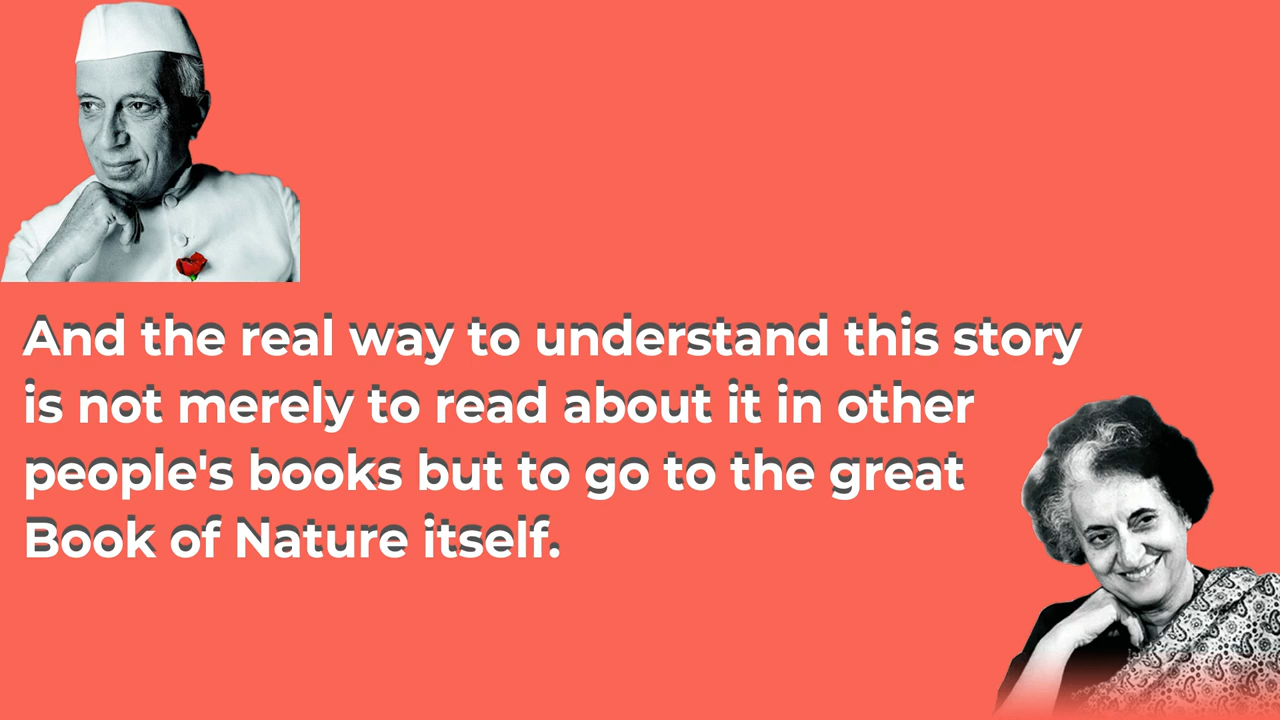 And the real way to understand this story
is not merely to read about it in other
people's books but to go to the great
Book of Nature itself.